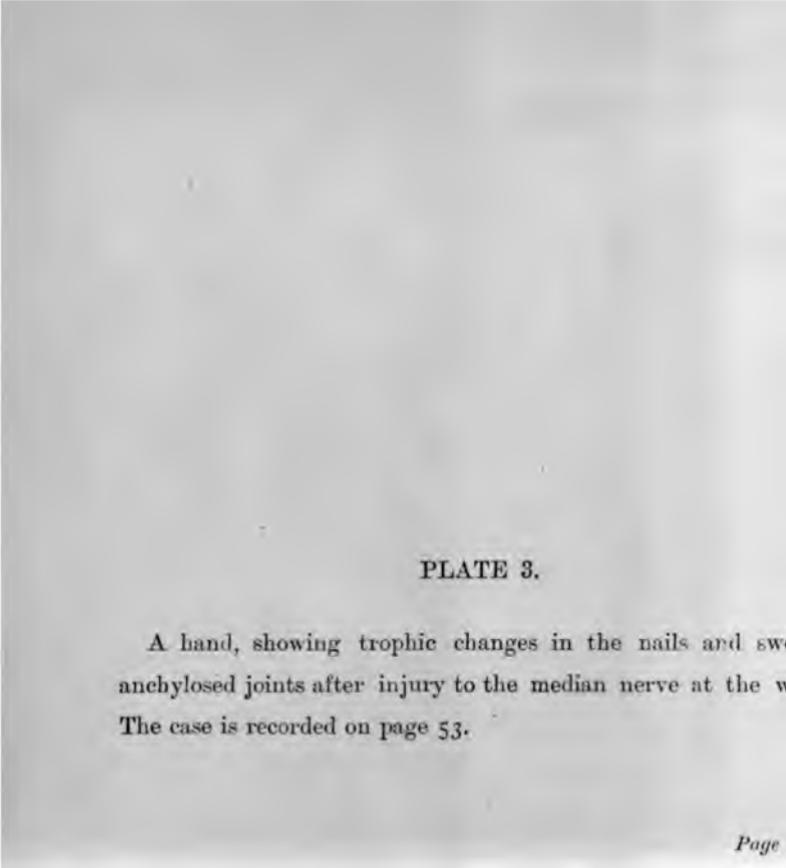 PLATE 3.
A hand, showing trophic changes in the nails and
anchylosed joints after injury to the median nerve at the
The case is recorded on page 53.
Page